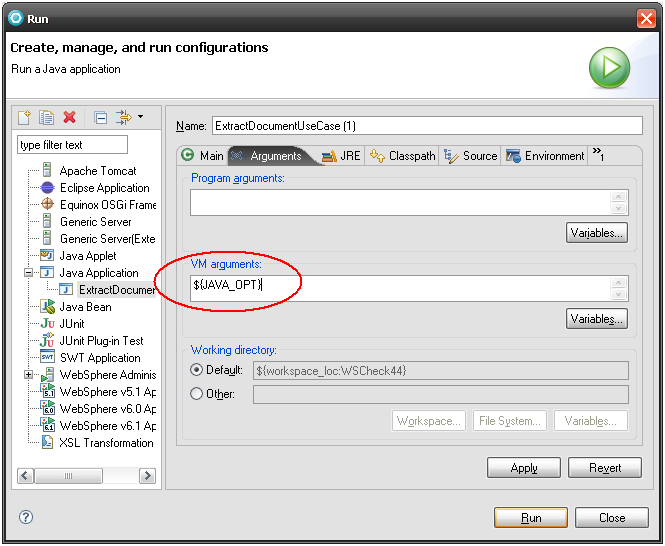 Run
Create, manage, and run configurations
Run a Java application
type filter text
Apache Tomcat
Eclipse Application
Equinox OSGi Frame
Generic Server
Generic Server(Exte
Java Applet
Java Application
ExtractDocumen
Java Bean
JUnit
JUnit Plug-in Test
SWT Application
WebSphere Adminis
WebSphere v5.1 Ap
WebSphere v6.0 Ap
WebSphere v6.1 Ap
XSL Transformation
Name: ExtractDocumentUseCase (1)
Main Arguments JRE Classpath Source Environment »1
Program arguments:
Variables...
VM arguments:
${JAVA_OPT}
Variables...
Working directory:
Default: ${workspace_loc:WSCheck44}
Other:
Workspace... File System... Variables...
Apply Revert
? Run Close